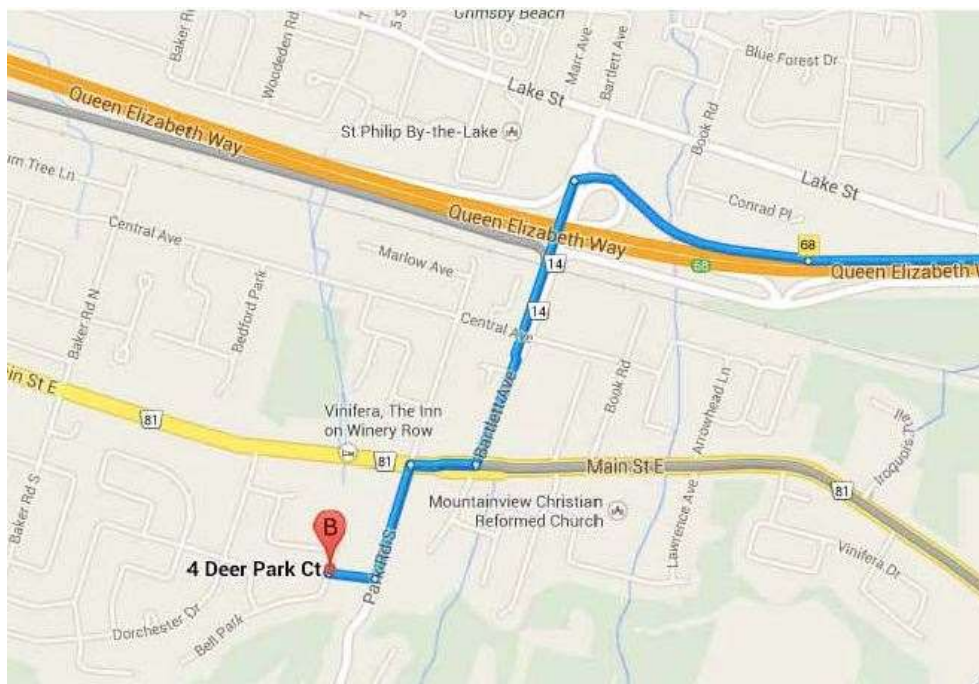 Grimsby Beach
Baker Rd
Woodeden Rd
Marr Ave
Bartlett Ave
Blue Forest Dr
Lake St
Queen Elizabeth Way
St Philip By-the-Lake
Book Rd
Tree Ln
Lake St
Conrad Pl
Central Ave
Queen Elizabeth Way
68
Marlow Ave
14
68
Queen Elizabeth
Baker Rd N
Bedford Park
14
Central Ave
Main St E
Book Rd
Arrowhead Ln
81
Vinifera, The Inn
on Winery Row
81
Bartlett Ave
Main St E
Iroquois Trail
81
Baker Rd S
Mountainview Christian
Reformed Church
Lawrence Ave
B
4 Deer Park Ct
Park Rd S
Vinifera Dr
Dorchester Dr
Bell Park